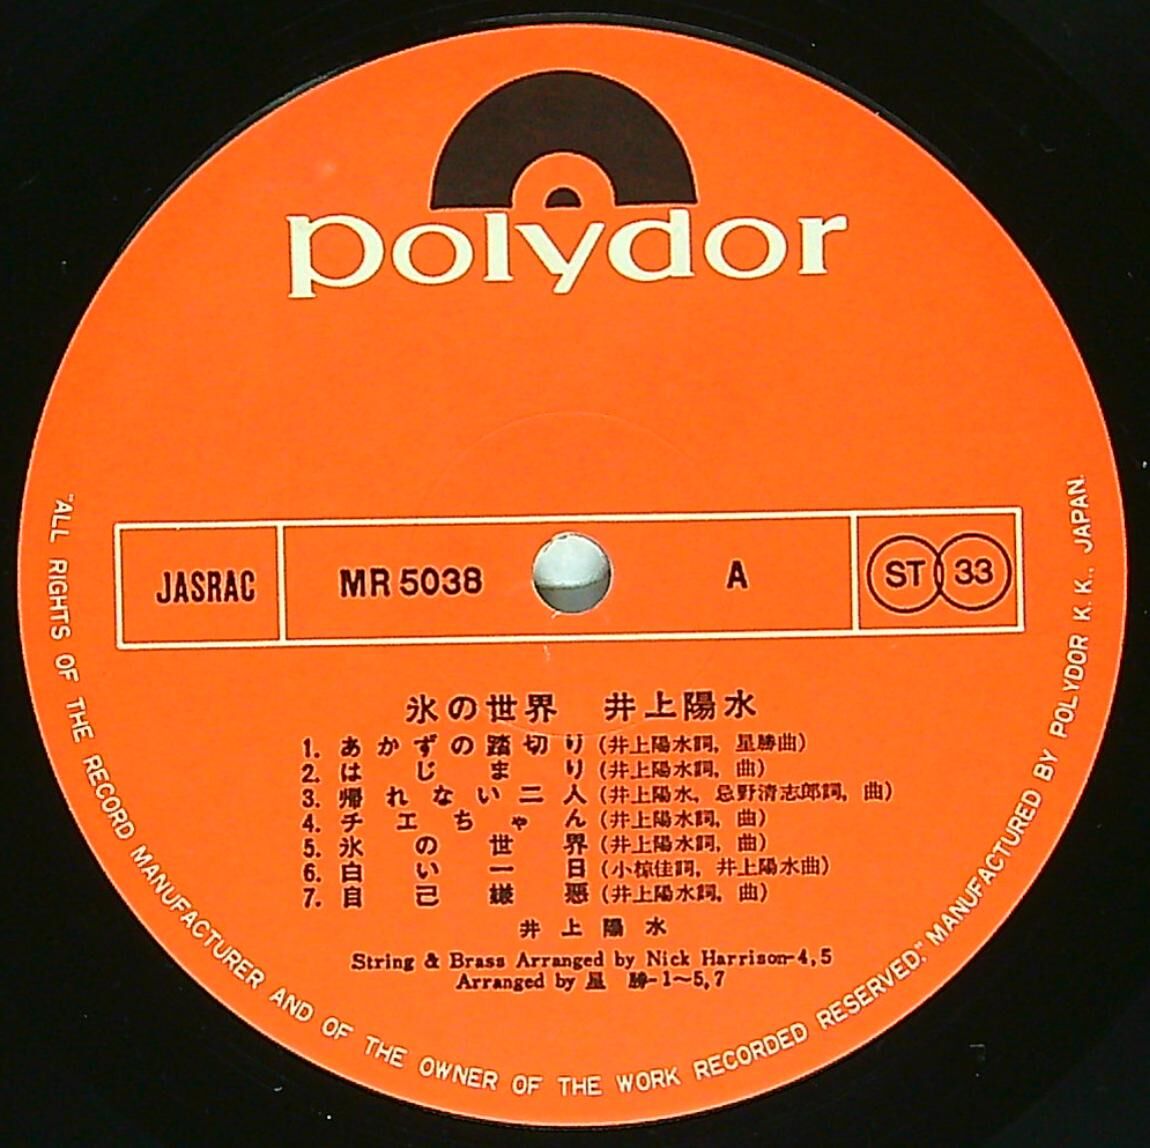 polydor
JASRAC MR 5038 A ST 33
氷の世界 井上陽水
1. あかずの踏切り (井上陽水詞, 星勝曲)
2. はじまり (井上陽水詞, 曲)
3. 帰れない二人 (井上陽水, 忌野清志郎詞, 曲)
4. チエちゃん (井上陽水詞, 曲)
5. 氷の世界 (井上陽水詞, 曲)
6. 白い一日 (小椋佳詞, 井上陽水曲)
7. 自己嫌悪 (井上陽水詞, 曲)
井上陽水
String & Brass Arranged by Nick Harrison-4,5
Arranged by 星 勝-1~5,7
"ALL RIGHTS OF THE RECORD MANUFACTURER AND OF THE OWNER OF THE WORK RECORDED RESERVED." MANUFACTURED BY POLYDOR K. K., JAPAN.